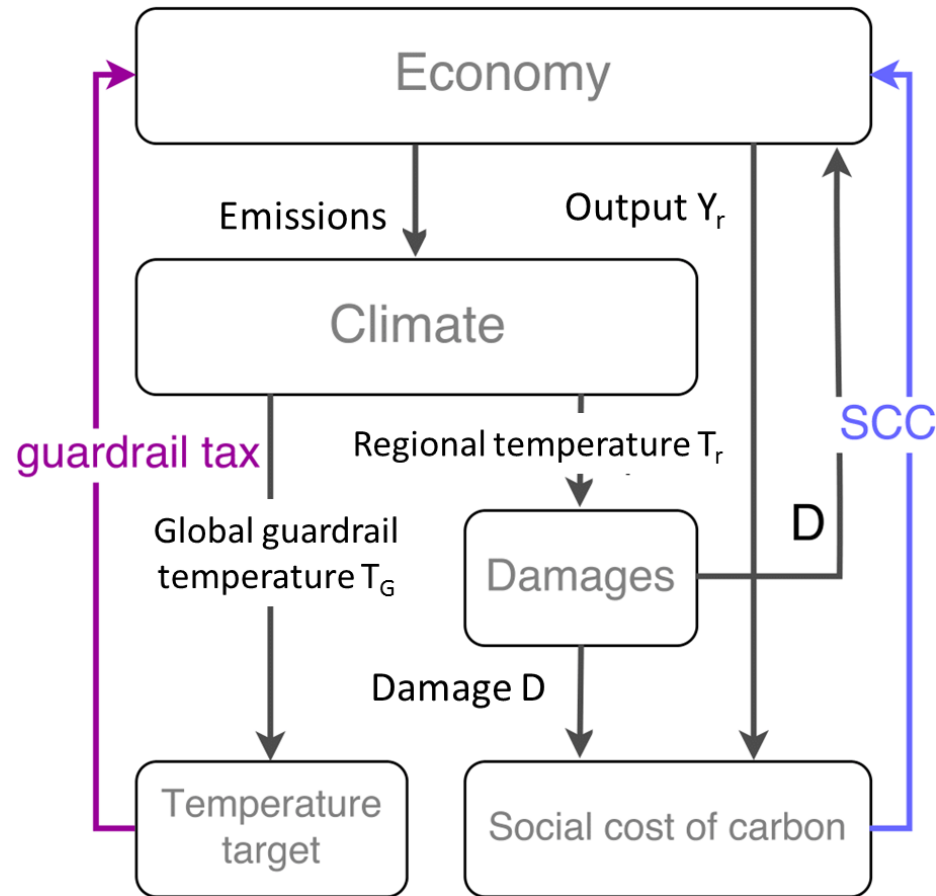 Economy
Emissions
Output Yr
Climate
SCC
guardrail tax
Regional temperature Tr
Global guardrail
temperature TG
D
Damages
Damage D
Temperature
target
Social cost of carbon